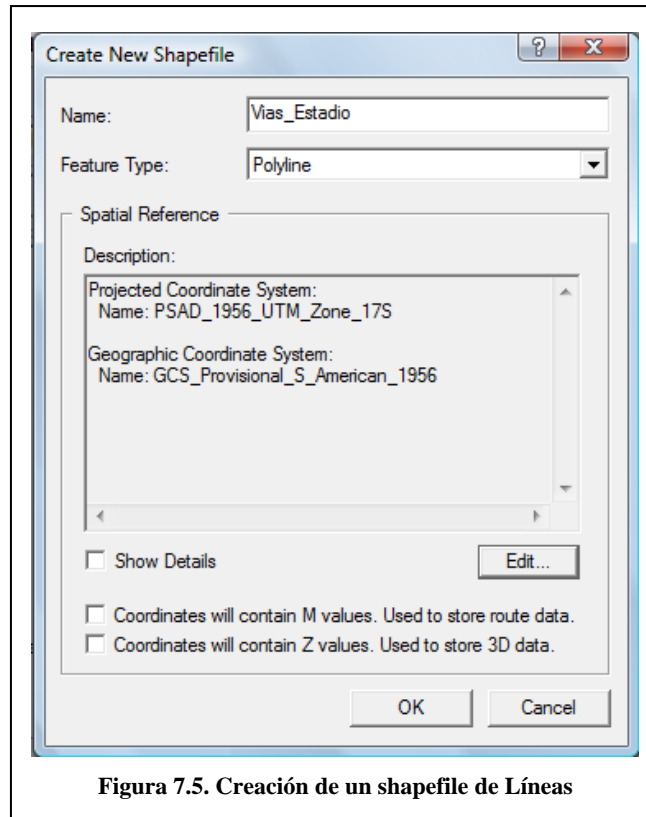 Create New Shapefile
Name:
Vias_Estadio
Feature Type:
Polyline
Spatial Reference
Description:
Projected Coordinate System:
Name: PSAD_1956_UTM_Zone_17S
Geographic Coordinate System:
Name: GCS_Provisional_S_American_1956
Show Details
Edit...
Coordinates will contain M values. Used to store route data.
Coordinates will contain Z values. Used to store 3D data.
OK
Cancel
Figura 7.5. Creación de un shapefile de Líneas